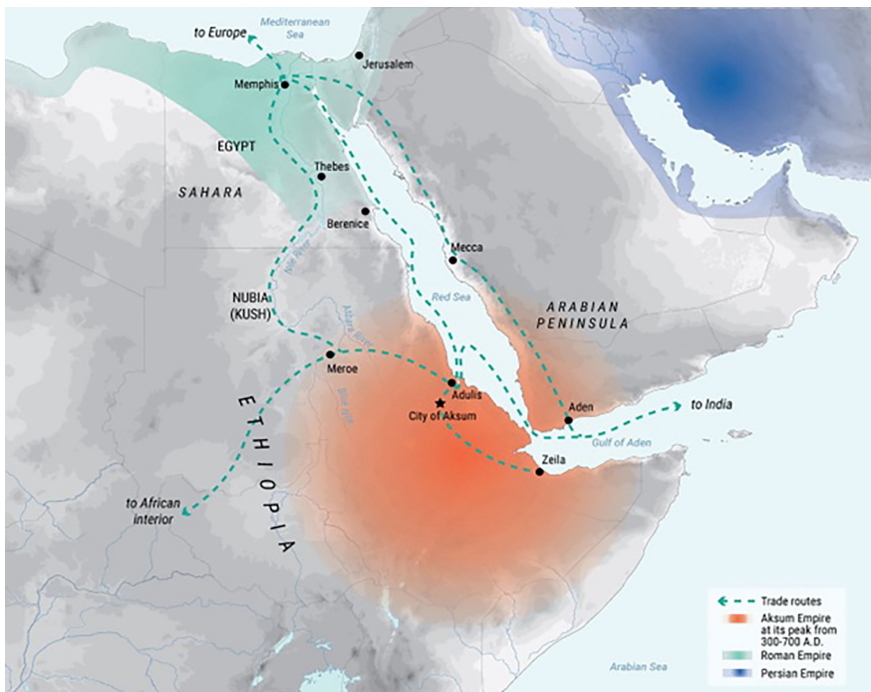 Mediterranean
Sea
to Europe
Jerusalem
Memphis
EGYPT
Thebes
SAHARA
Berenice
Nile River
Mecca
Red Sea
NUBIA
(KUSH)
ARABIAN
PENINSULA
Atbara River
Meroe
Blue Nile
Adulis
City of Aksum
Aden
to India
Gulf of Aden
Zeila
ETHIOPIA
to African
interior
Trade routes
Aksum Empire
at its peak from
300-700 A.D.
Roman Empire
Persian Empire
Arabian Sea